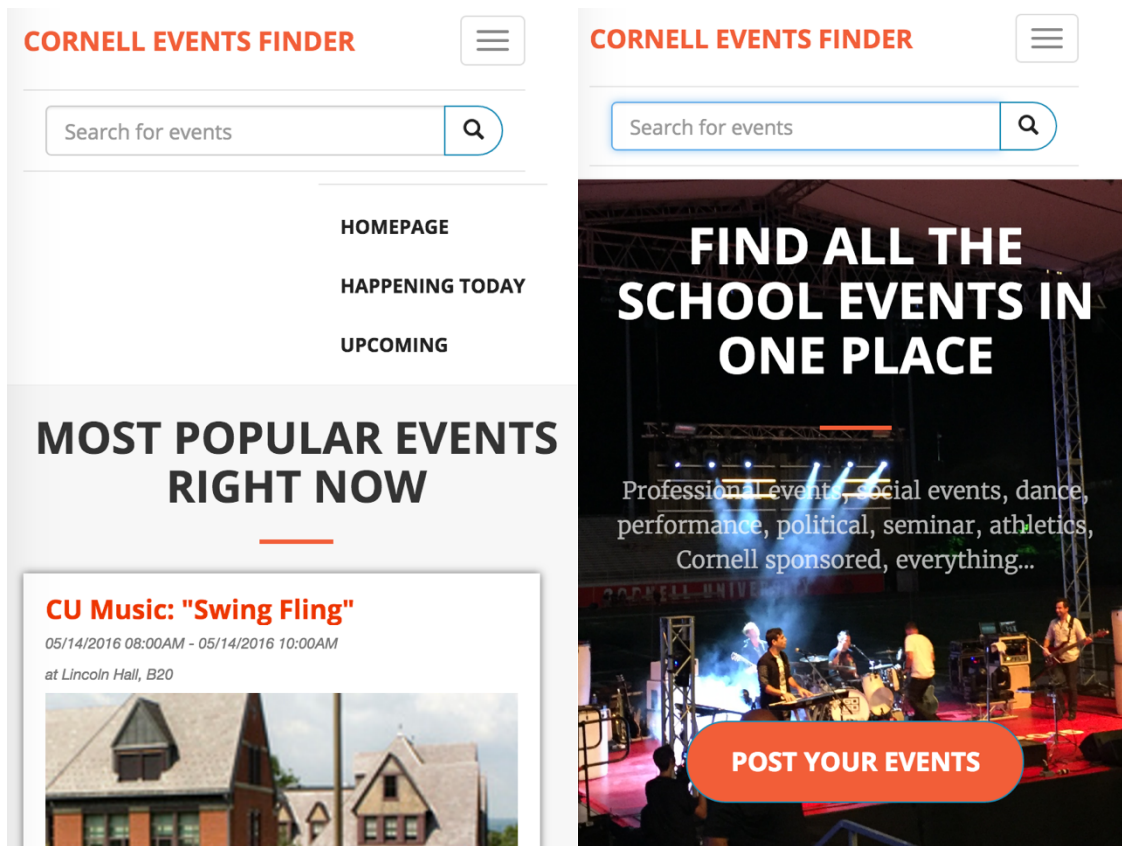 CORNELL EVENTS FINDER
Search for events
HOMEPAGE
HAPPENING TODAY
UPCOMING
MOST POPULAR EVENTS
RIGHT NOW
CU Music: "Swing Fling"
05/14/2016 08:00AM - 05/14/2016 10:00AM
at Lincoln Hall, B20
CORNELL EVENTS FINDER
Search for events
FIND ALL THE
SCHOOL EVENTS IN
ONE PLACE
Professional events, social events, dance,
performance, political, seminar, athletics,
Cornell sponsored, everything...
CORNELL UNIVERSITY
POST YOUR EVENTS